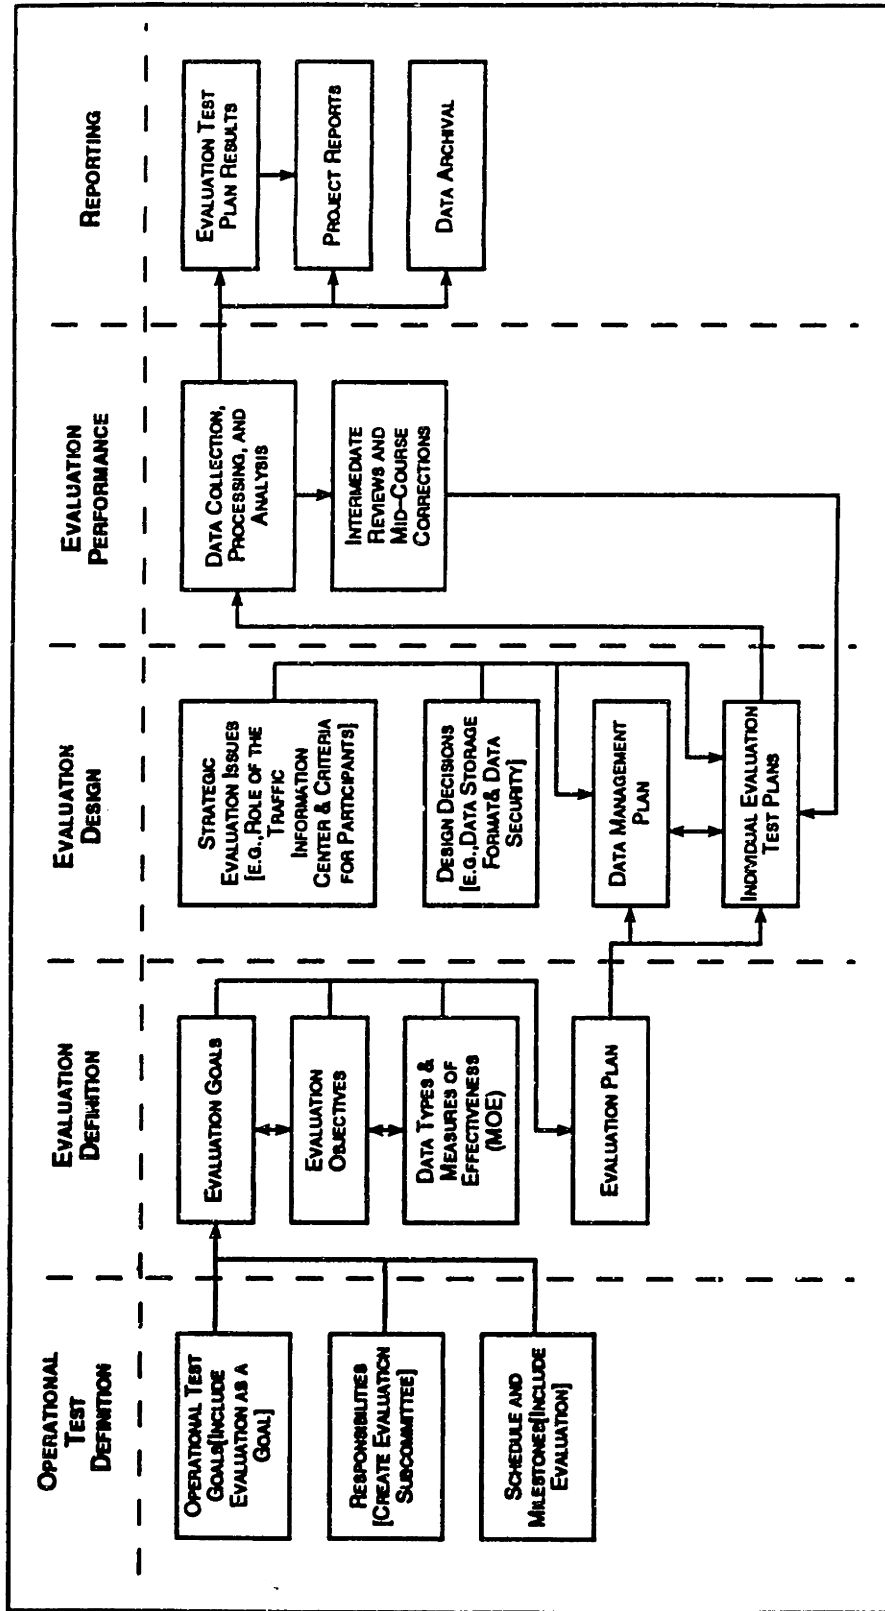 OPERATIONAL
TEST
DEFINITION
EVALUATION
DEFINITION
EVALUATION
DESIGN
EVALUATION
PERFORMANCE
REPORTING
OPERATIONAL TEST
GOALS[INCLUDE
EVALUATION AS A
GOAL]
RESPONSIBILITIES
[CREATE EVALUATION
SUBCOMMITTEE]
SCHEDULE AND
MILESTONES[INCLUDE
EVALUATION]
EVALUATION GOALS
EVALUATION
OBJECTIVES
DATA TYPES &
MEASURES OF
EFFECTIVENESS
(MOE)
EVALUATION PLAN
STRATEGIC
EVALUATION ISSUES
[E.G.,ROLE OF THE
TRAFFIC
INFORMATION
CENTER & CRITERIA
FOR PARTICIPANTS]
DESIGN DECISIONS
[E.G.,DATA STORAGE
FORMAT& DATA
SECURITY]
DATA MANAGEMENT
PLAN
INDIVIDUAL EVALUATION
TEST PLANS
DATA COLLECTION,
PROCESSING, AND
ANALYSIS
INTERMEDIATE
REVIEWS AND
MID-COURSE
CORRECTIONS
EVALUATION TEST
PLAN RESULTS
PROJECT REPORTS
DATA ARCHIVAL